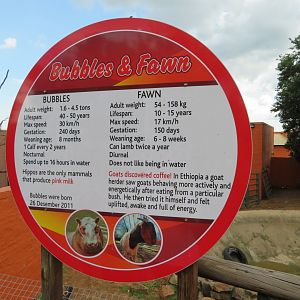 Bubbles & Fawn
BUBBLES
Adult weight: 1.6 - 4.5 tons
Lifespan: 40 - 50 years
Max speed: 30 km/h
Gestation: 240 days
Weaning age: 8 months
1 Calf every 2 years
Nocturnal
Spend up to 16 hours in water
Hippos are the only mammals
that produce pink milk
Bubbles were born
26 Desember 2011
FAWN
Adult weight: 54 - 158 kg
Lifespan: 10 - 15 years
Max speed: 17 km/h
Gestation: 150 days
Weaning age: 6 - 8 weeks
Can lamb twice a year
Diurnal
Does not like being in water
Goats discovered coffee! In Ethiopia a goat
herder saw goats behaving more actively and
energetically after eating from a particular
bush. He then tried it himself and felt
uplifted, awake and full of energy.